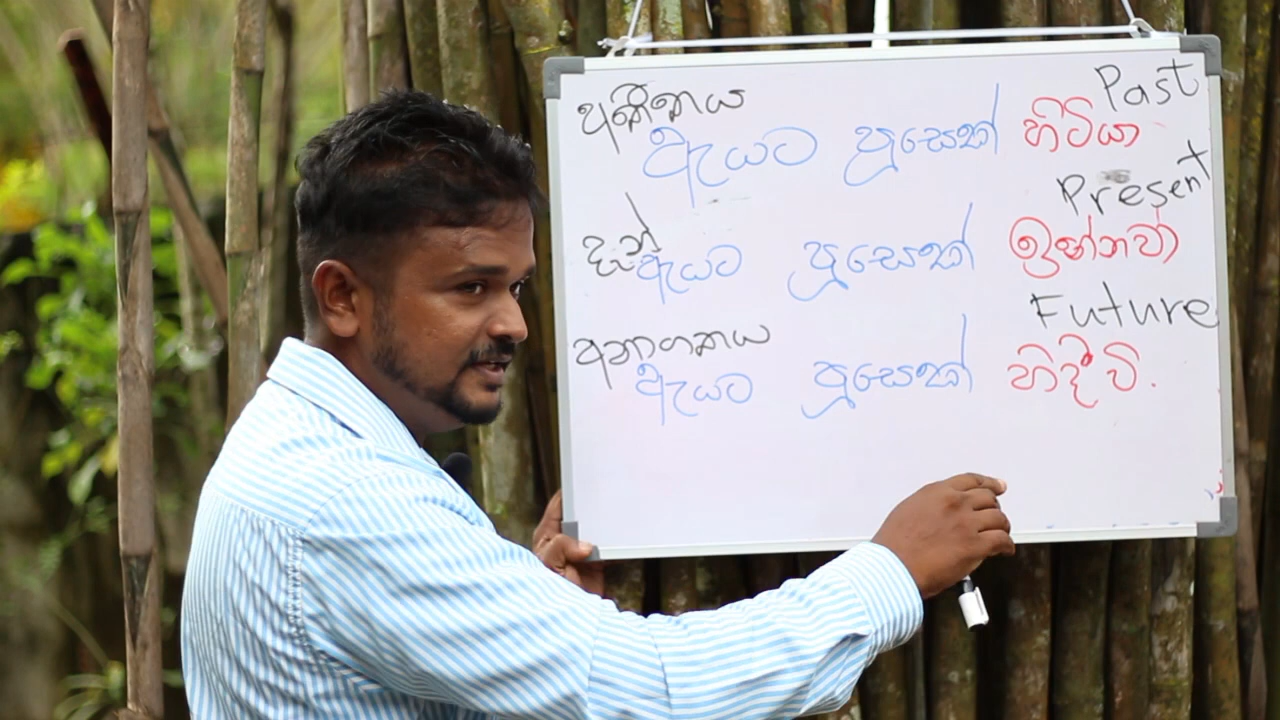 අතීතය Past
ඇයට පූසෙක් හිටියා
Present
දැන් ඇයට පූසෙක් ඉන්නවා
Future
අනාගතය
ඇයට පූසෙක් හිදීවි.